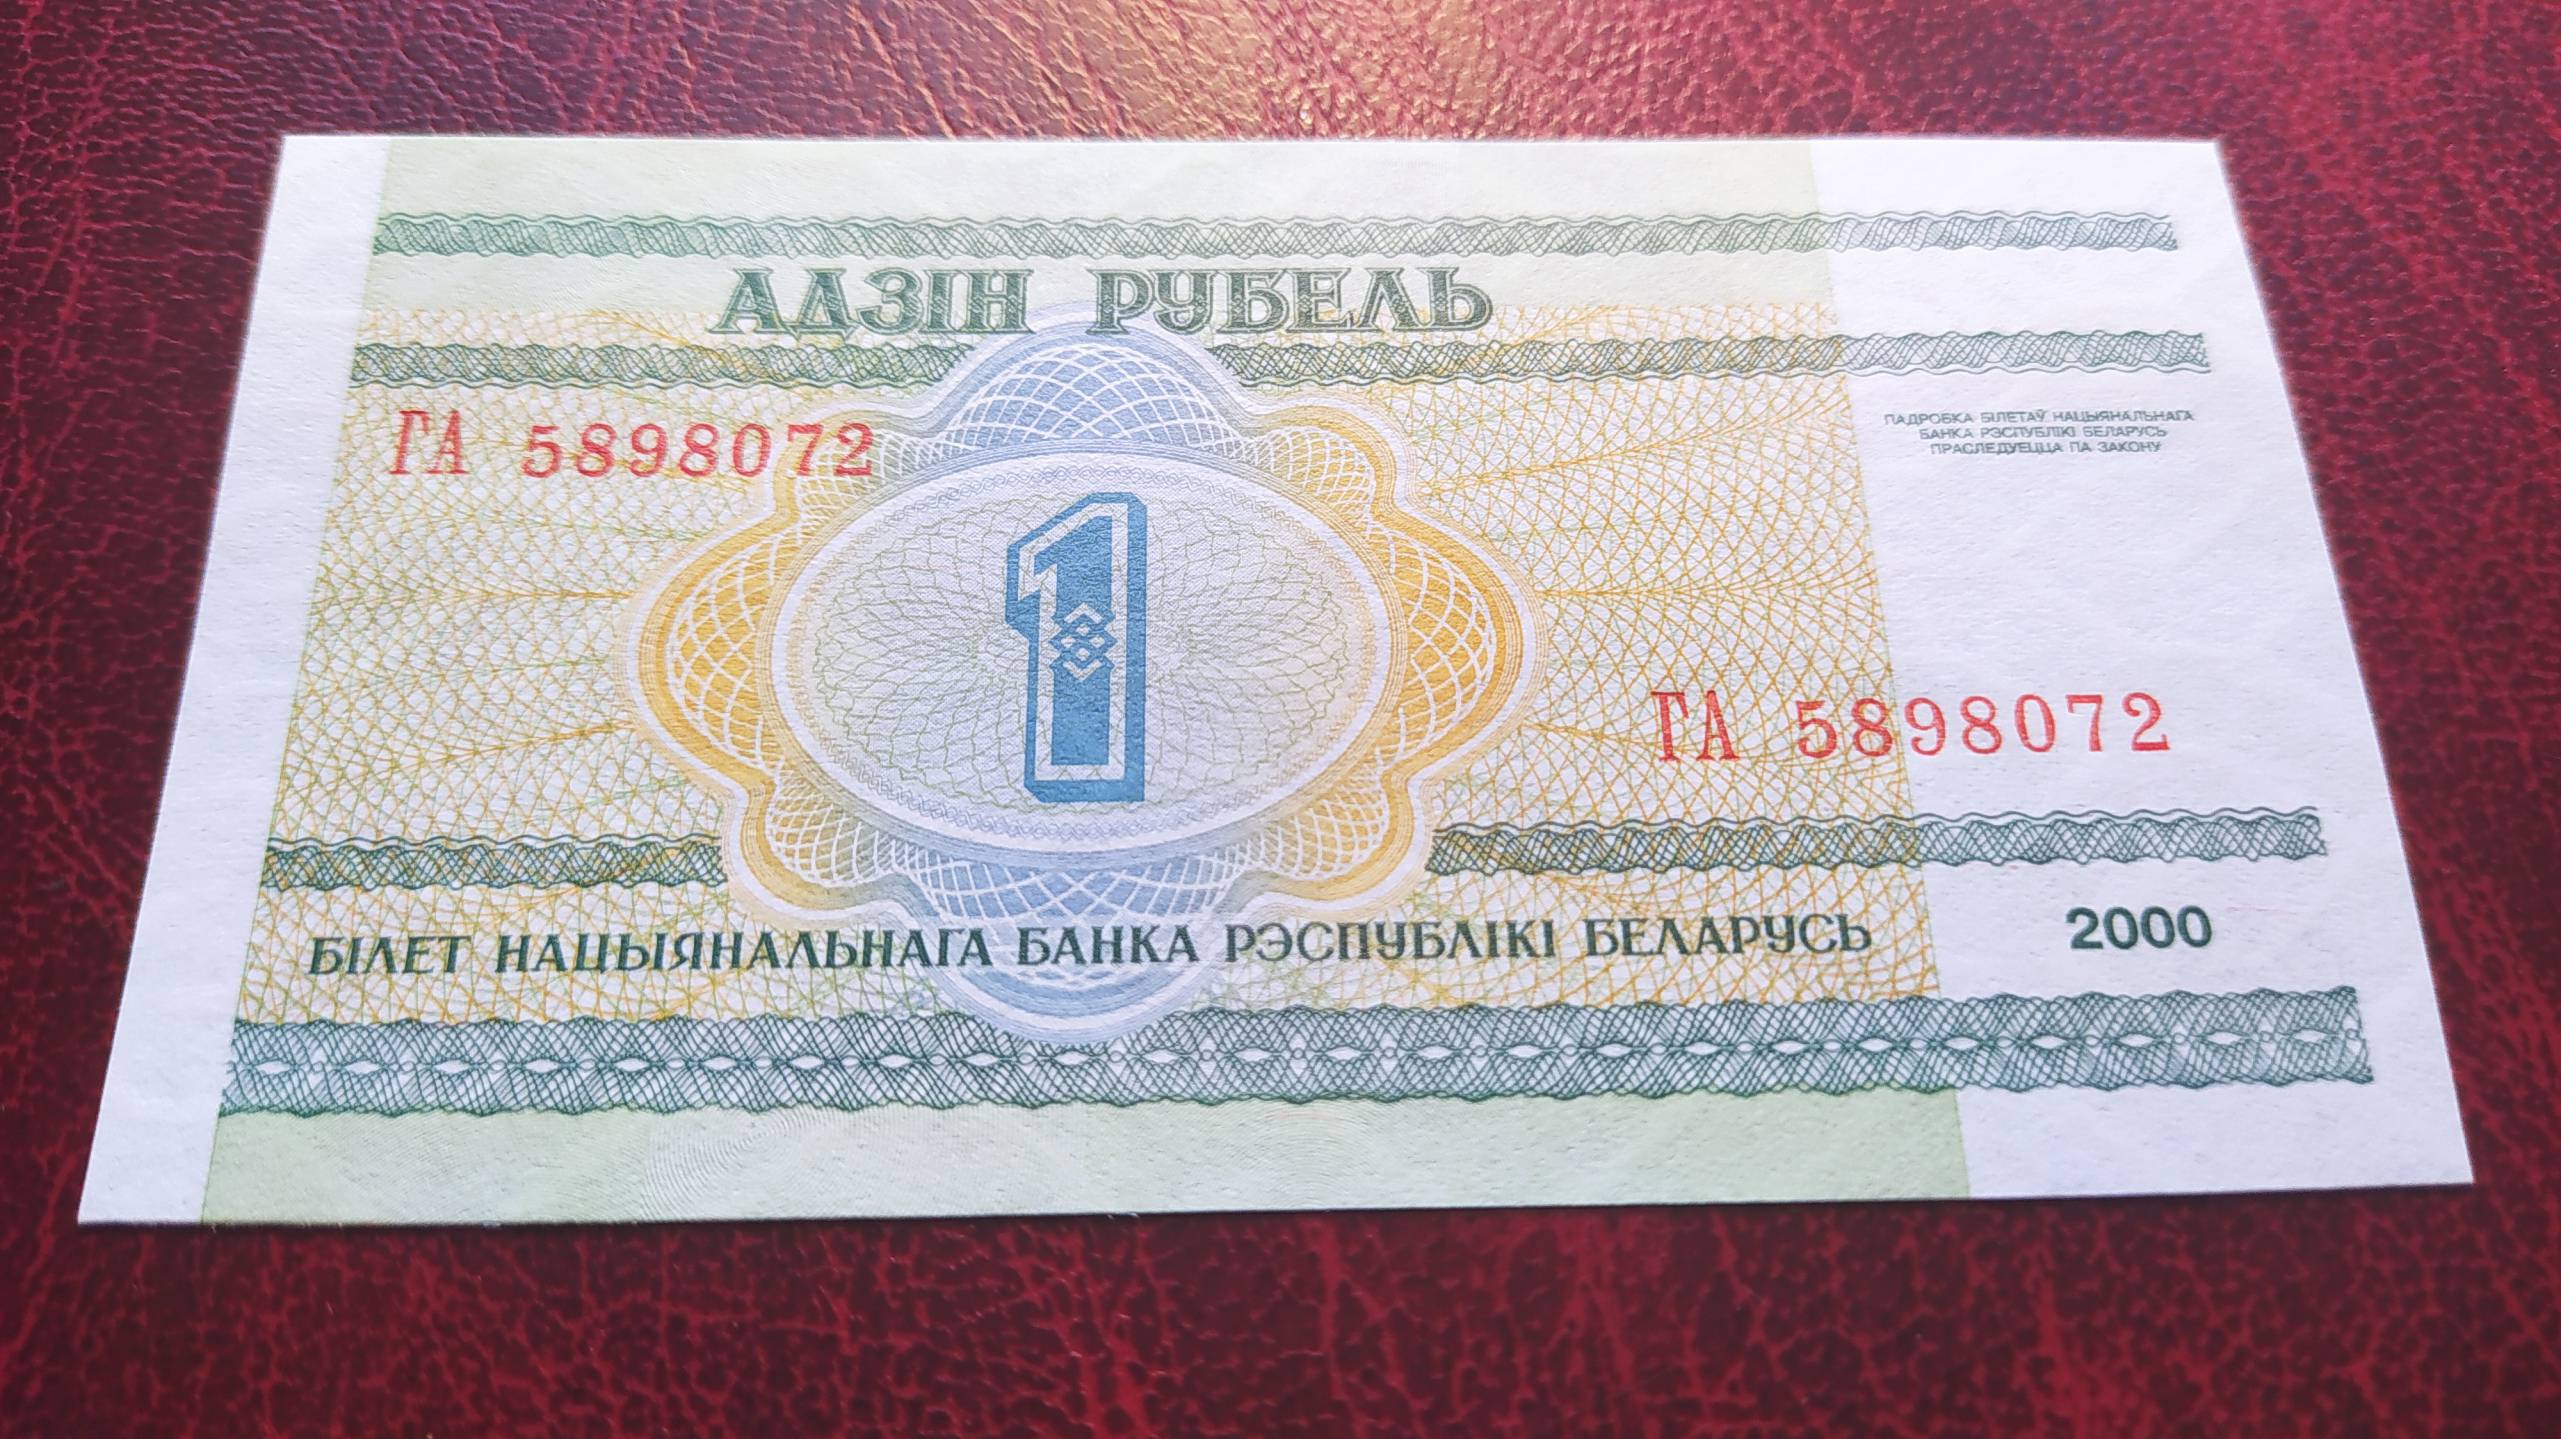 АДЗІН РУБЕЛЬ
ГА 5898072
ПАДРОБКА БІЛЕТАЎ НАЦЫЯНАЛЬНАГА
БАНКА РЭСПУБЛІКІ БЕЛАРУСЬ
ПРАСЛЕДУЕЦЦА ПА ЗАКОНУ
1
ГА 5898072
БІЛЕТ НАЦЫЯНАЛЬНАГА БАНКА РЭСПУБЛІКІ БЕЛАРУСЬ 2000